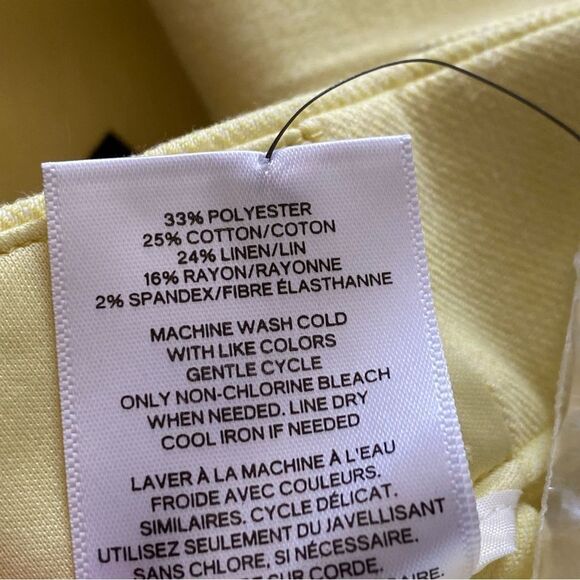 33% POLYESTER
25% COTTON/COTON
24% LINEN/LIN
16% RAYON/RAYONNE
2% SPANDEX/FIBRE ÉLASTHANNE
MACHINE WASH COLD
WITH LIKE COLORS
GENTLE CYCLE
ONLY NON-CHLORINE BLEACH
WHEN NEEDED. LINE DRY
COOL IRON IF NEEDED
LAVER À LA MACHINE À L'EAU
FROIDE AVEC COULEURS.
SIMILAIRES. CYCLE DÉLICAT.
UTILISEZ SEULEMENT DU JAVELLISANT
SANS CHLORE, SI NÉCESSAIRE.
SUR CORDE.